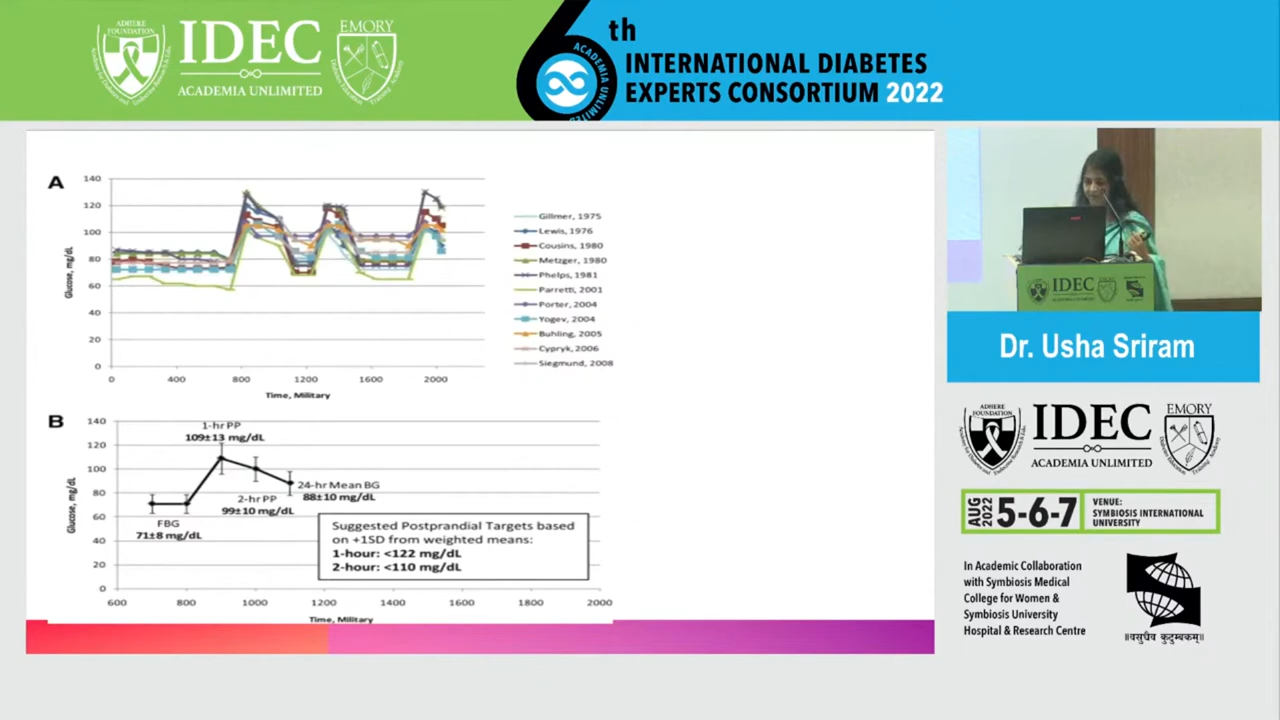 ADHERE
FOUNDATION
IDEC
ACADEMIA UNLIMITED
EMORY
6th
ACADEMIA UNLIMITED
INTERNATIONAL DIABETES
EXPERTS CONSORTIUM 2022
A
140
120
100
80
60
40
20
0
Glucose, mg/dL
0 400 800 1200 1600 2000
Time, Military
Gillmer, 1975
Lewis, 1976
Cousins, 1980
Metzger, 1980
Phelps, 1981
Parretti, 2001
Porter, 2004
Yogev, 2004
Buhling, 2005
Cypryk, 2006
Siegmund, 2008
B
140
120
100
80
60
40
20
0
Glucose, mg/dL
1-hr PP
109±13 mg/dL
24-hr Mean BG
88±10 mg/dL
2-hr PP
99±10 mg/dL
FBG
71±8 mg/dL
Suggested Postprandial Targets based
on +1SD from weighted means:
1-hour: <122 mg/dL
2-hour: <110 mg/dL
600 800 1000 1200 1400 1600 1800 2000
Time, Military
IDEC
Dr. Usha Sriram
ADHERE
FOUNDATION
IDEC
ACADEMIA UNLIMITED
EMORY
AUG
2022
5-6-7
VENUE:
SYMBIOSIS INTERNATIONAL
UNIVERSITY
In Academic Collaboration
with Symbiosis Medical
College for Women &
Symbiosis University
Hospital & Research Centre
॥वसुधैव कुटुम्बकम्॥